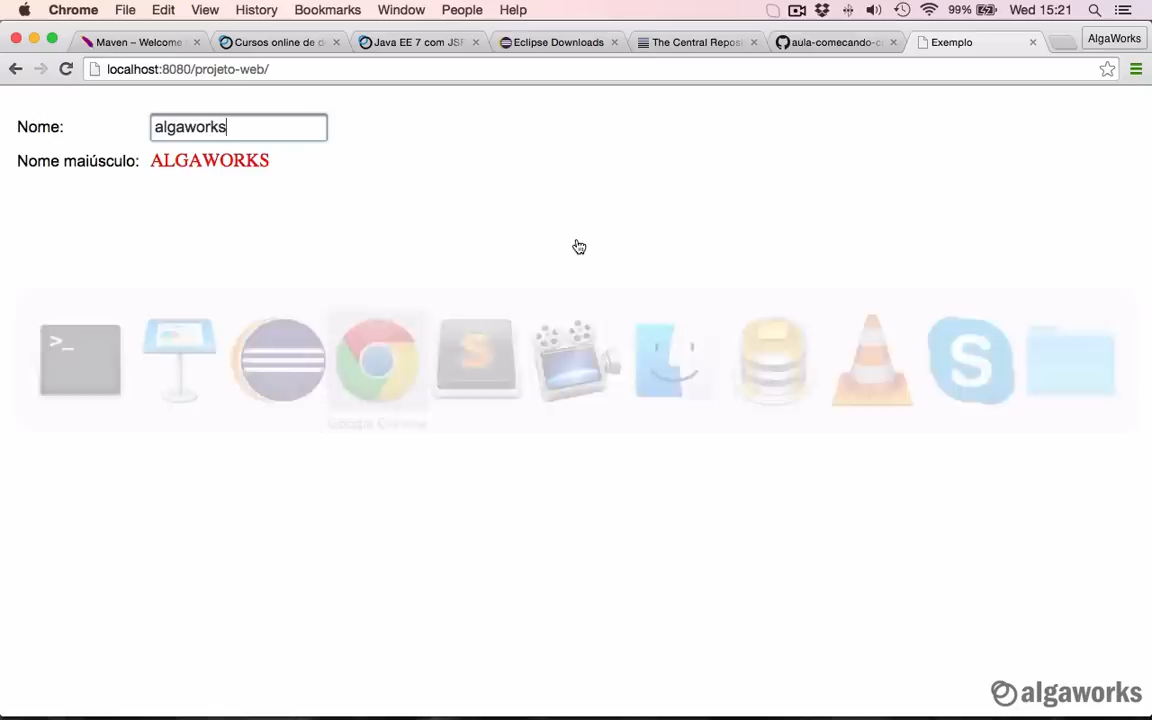 Chrome File Edit View History Bookmarks Window People Help 99% Wed 15:21
Maven – Welcome Cursos online de d Java EE 7 com JSF Eclipse Downloads The Central Reposi aula-comecando-c Exemplo AlgaWorks
localhost:8080/projeto-web/
Nome: algaworks
Nome maiúsculo: ALGAWORKS
>_ S S
Google Chrome
algaworks